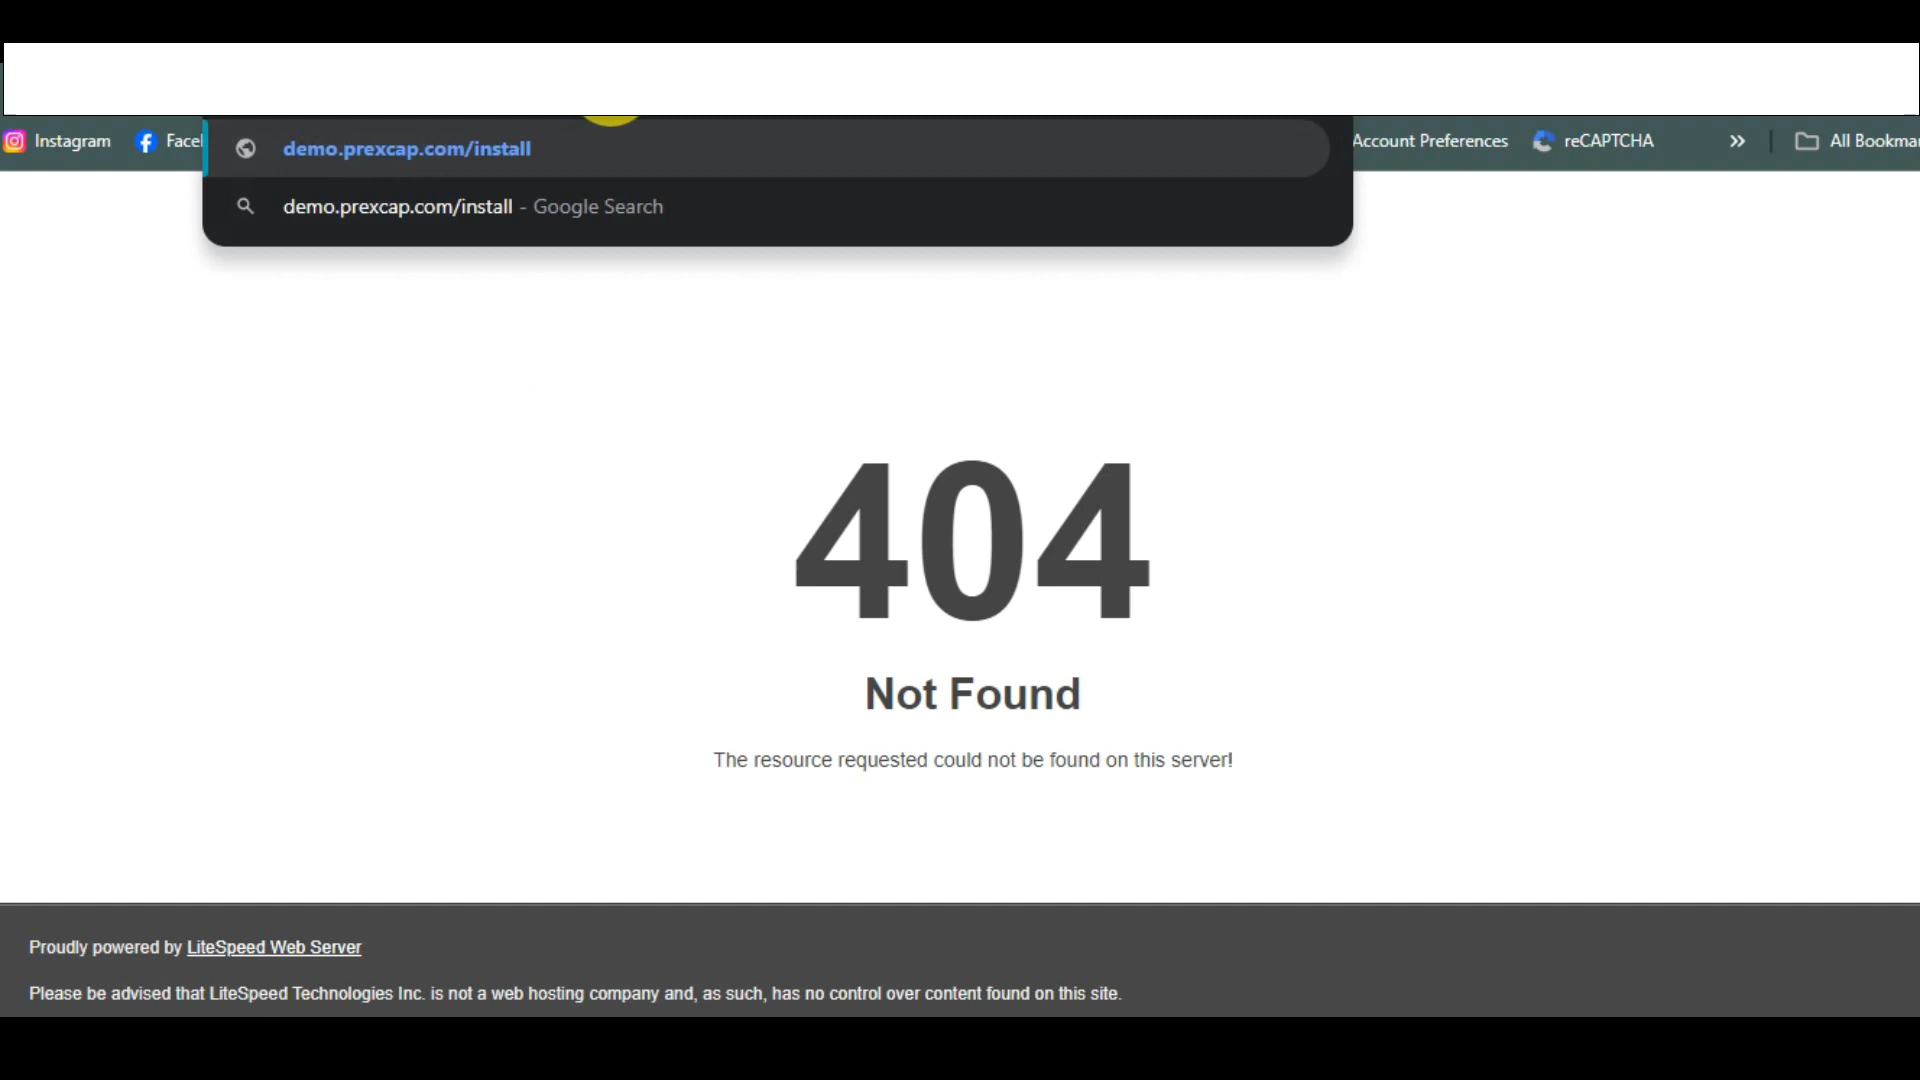 Instagram
Facel
demo.prexcap.com/install
Account Preferences
reCAPTCHA
»
All Bookmar
demo.prexcap.com/install - Google Search
404
Not Found
The resource requested could not be found on this server!
Proudly powered by LiteSpeed Web Server
Please be advised that LiteSpeed Technologies Inc. is not a web hosting company and, as such, has no control over content found on this site.